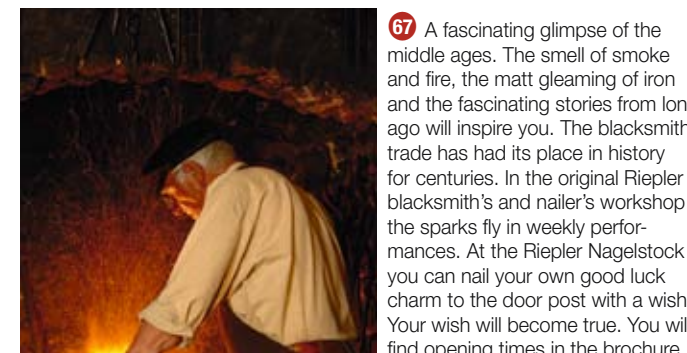 67 A fascinating glimpse of the
middle ages. The smell of smoke
and fire, the matt gleaming of iron
and the fascinating stories from lon
ago will inspire you. The blacksmith
trade has had its place in history
for centuries. In the original Riepler
blacksmith's and nailer's workshop
the sparks fly in weekly perfor-
mances. At the Riepler Nagelstock
you can nail your own good luck
charm to the door post with a wish
Your wish will become true. You wil
find opening times in the brochure